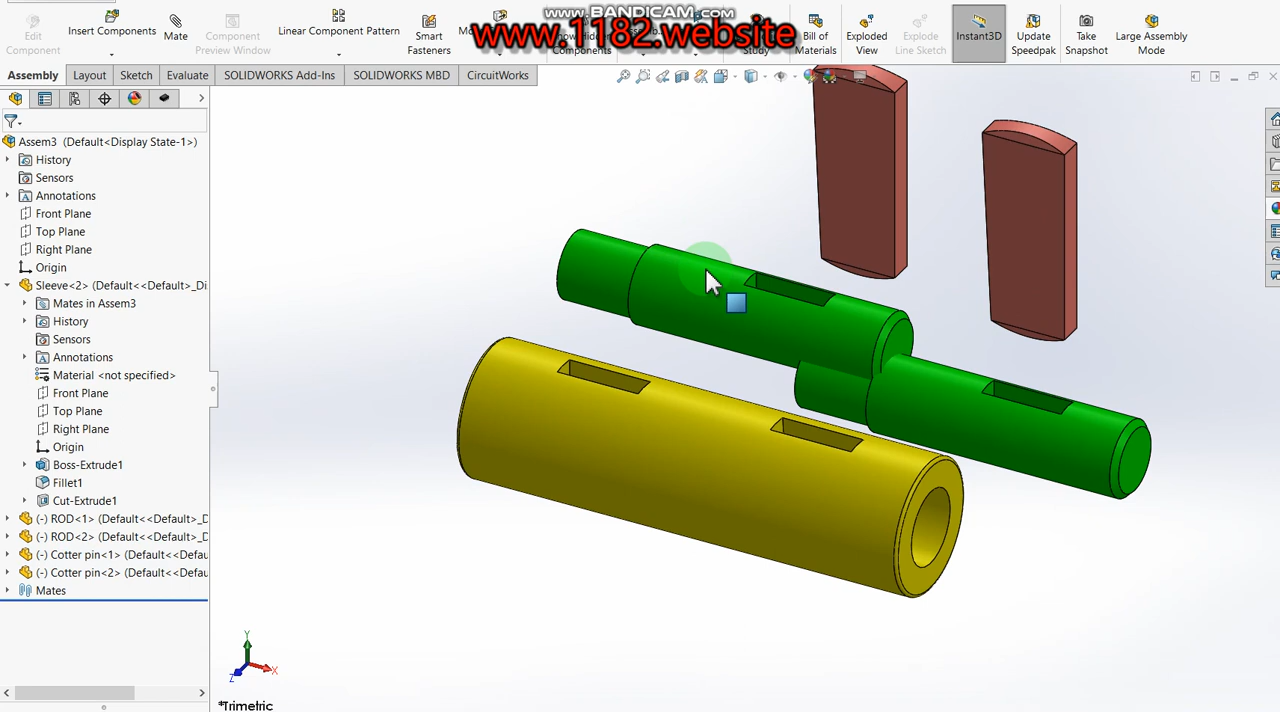 www.BANDICAM.com
www.1182.website
Edit Component
Insert Components
Mate
Component Preview Window
Linear Component Pattern
Smart Fasteners
Components
Study
Bill of Materials
Exploded View
Explode Line Sketch
Instant3D
Update Speedpak
Take Snapshot
Large Assembly Mode
Assembly Layout Sketch Evaluate SOLIDWORKS Add-Ins SOLIDWORKS MBD CircuitWorks
Assem3 (Default<Display State-1>)
History
Sensors
Annotations
Front Plane
Top Plane
Right Plane
Origin
Sleeve<2> (Default<<Default>_Di
Mates in Assem3
History
Sensors
Annotations
Material <not specified>
Front Plane
Top Plane
Right Plane
Origin
Boss-Extrude1
Fillet1
Cut-Extrude1
(-) ROD<1> (Default<<Default>_D
(-) ROD<2> (Default<<Default>_D
(-) Cotter pin<1> (Default<<Defau
(-) Cotter pin<2> (Default<<Defau
Mates
Y
X
Z
*Trimetric